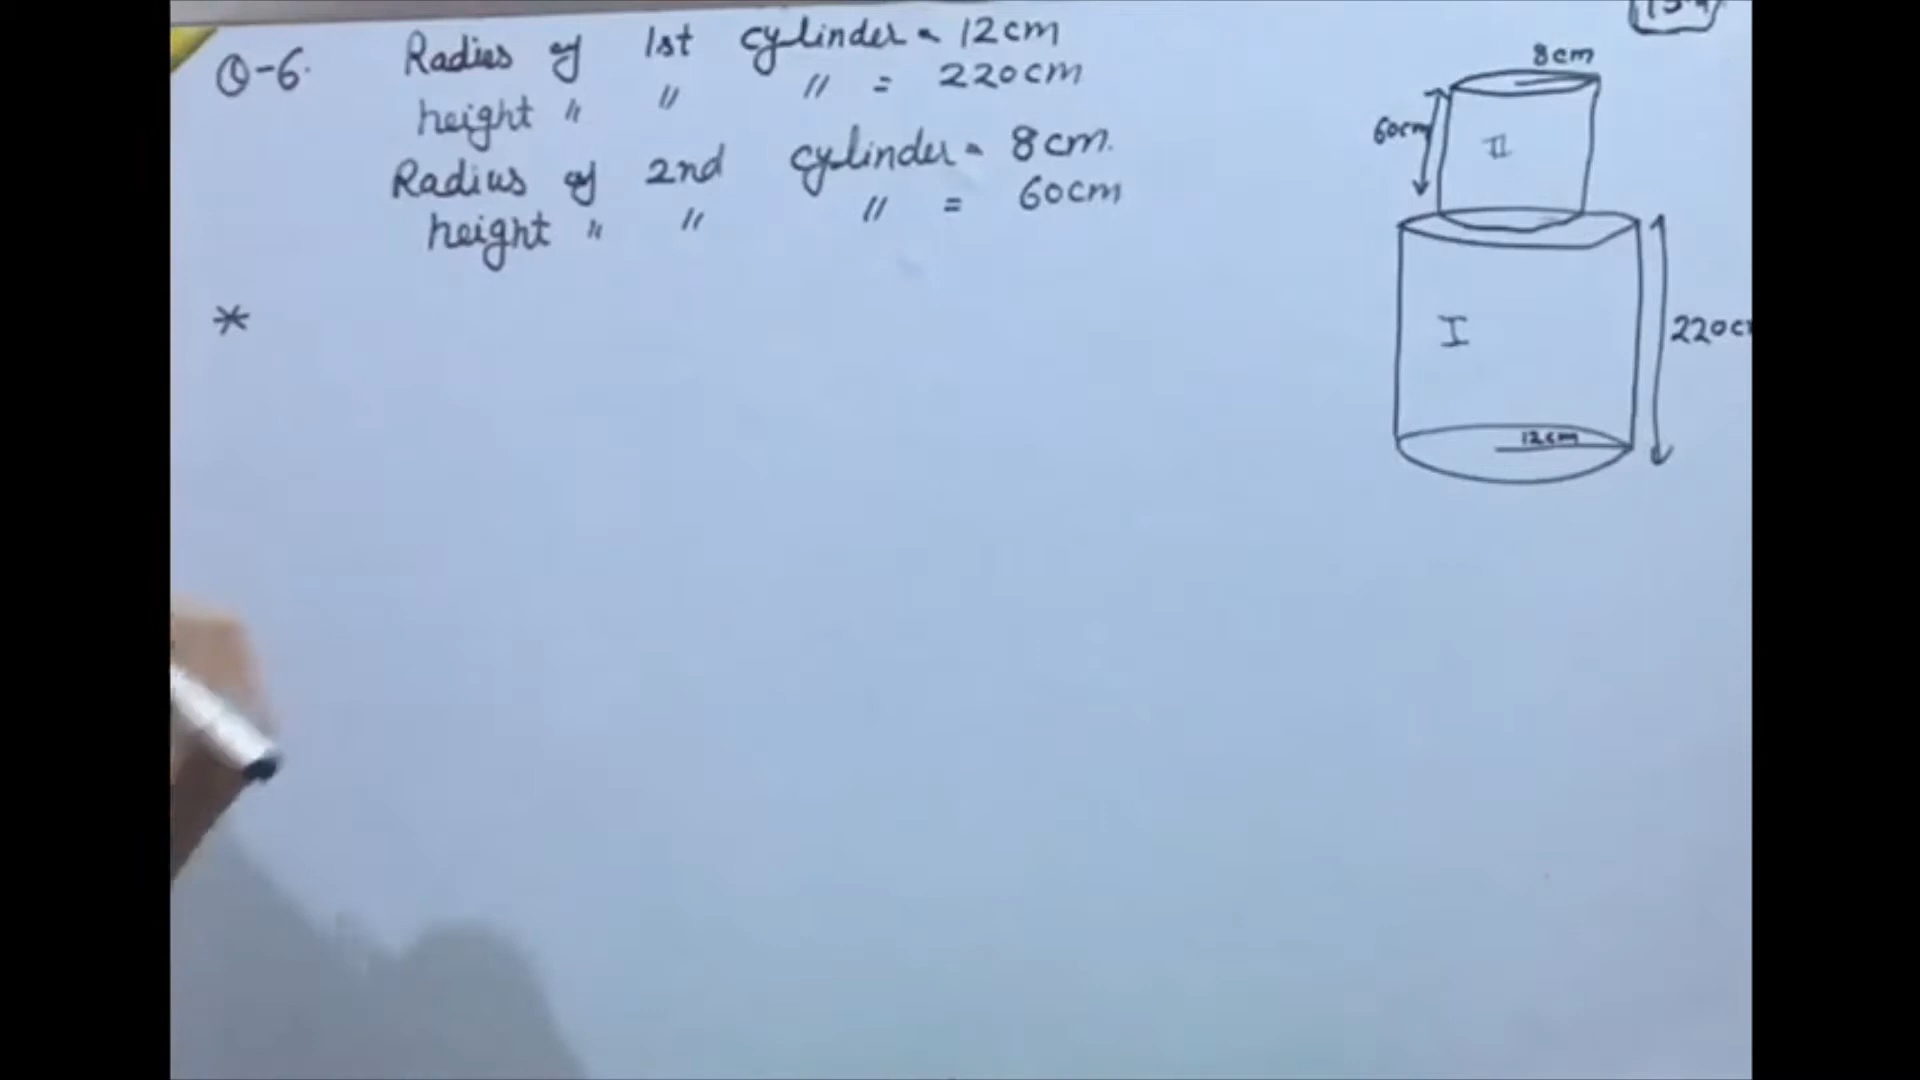 Q-6. Radius of 1st cylinder = 12cm
height " " " = 220cm
Radius of 2nd cylinder = 8cm.
height " " " = 60cm
*
8cm
60cm
II
I
220c
12cm